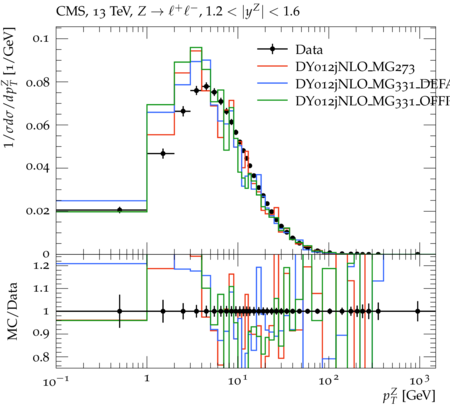 CMS, 13 TeV, Z → ℓ⁺ℓ⁻, 1.2 < |y^Z| < 1.6
1/σdσ/dp_T^Z [1/GeV]
0.1
0.08
0.06
0.04
0.02
0
Data
DY012jNLO_MG273
DY012jNLO_MG331_DEFA
DY012jNLO_MG331_OFFF
MC/Data
1.2
1.1
1
0.9
0.8
10⁻¹ 1 10¹ 10² 10³
p_T^Z [GeV]